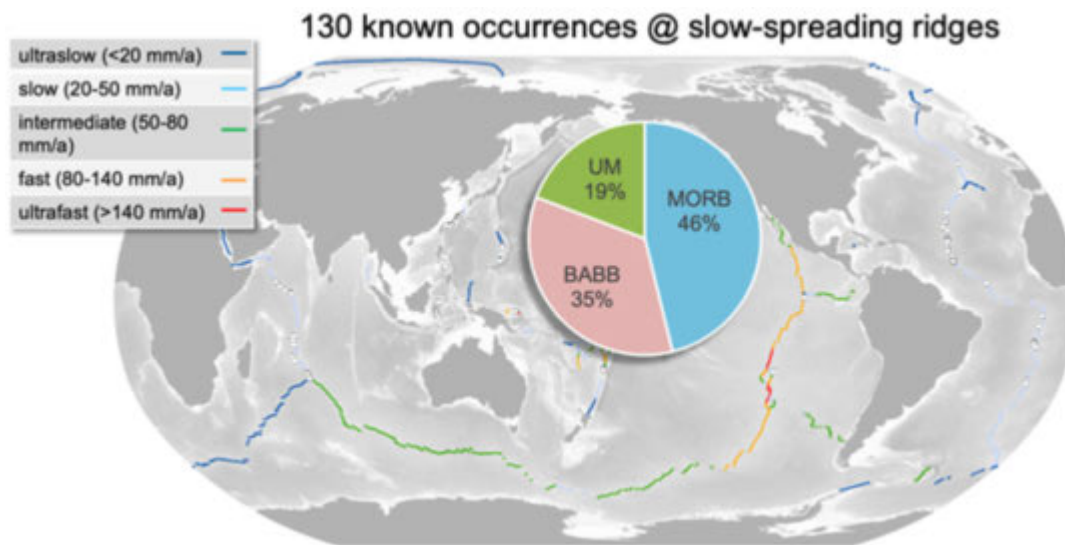 130 known occurrences @ slow-spreading ridges
ultraslow (<20 mm/a)
slow (20-50 mm/a)
intermediate (50-80
mm/a)
fast (80-140 mm/a)
ultrafast (>140 mm/a)
UM
19%
MORB
46%
BABB
35%